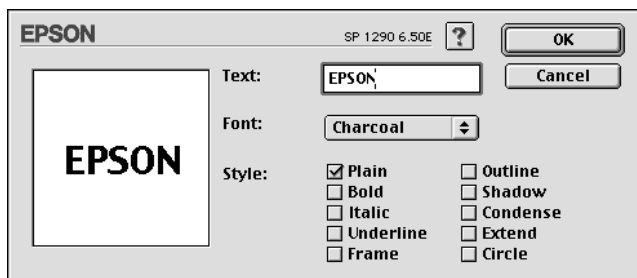 EPSON SP 1290 6.50E ? OK
Text: EPSON Cancel
Font: Charcoal
EPSON
Style: Plain Outline
Bold Shadow
Italic Condense
Underline Extend
Frame Circle